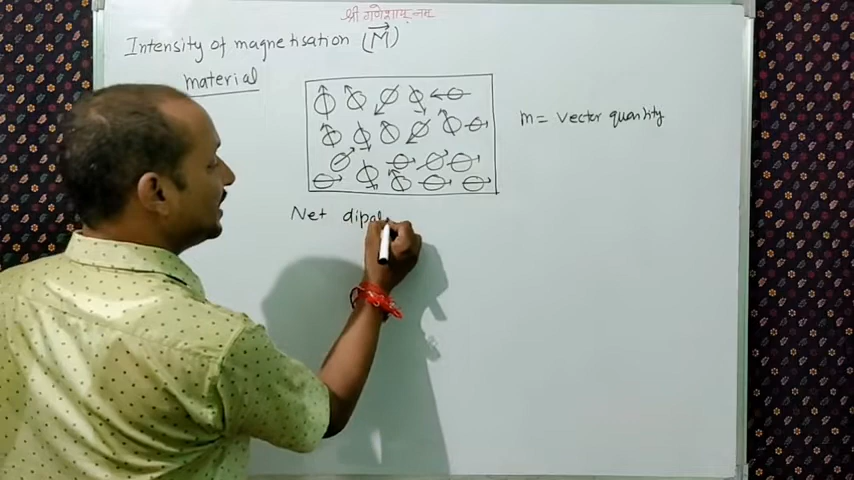 श्री गणेशाय नमः
Intensity of magnetisation (M⃗)
material
m = vector quantity
Net dipol